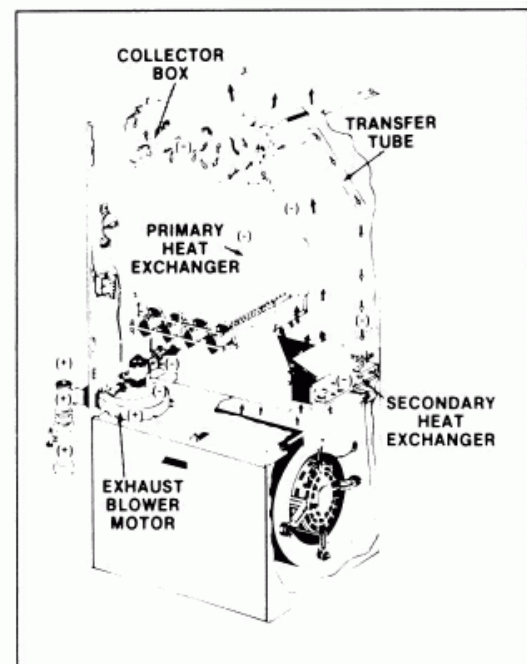 COLLECTOR
BOX
TRANSFER
TUBE
(-)
(-)
PRIMARY
HEAT
EXCHANGER
(-)
(-)
(+)
(-)
(-)
(-)
(+)
(+)
(+)
SECONDARY
HEAT
EXCHANGER
EXHAUST
BLOWER
MOTOR